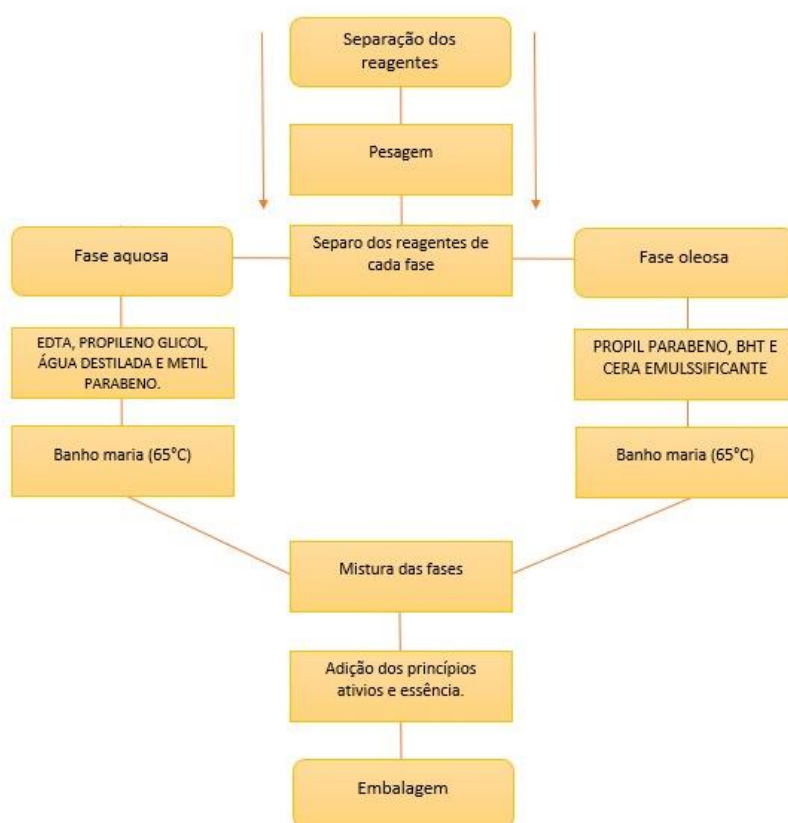 Separação dos
reagentes
Pesagem
Separo dos reagentes de
cada fase
Fase aquosa
Fase oleosa
EDTA, PROPILENO GLICOL,
ÁGUA DESTILADA E METIL
PARABENO.
PROPIL PARABENO, BHT E
CERA EMULSSIFICANTE
Banho maria (65°C)
Banho maria (65°C)
Mistura das fases
Adição dos princípios
ativios e essência.
Embalagem